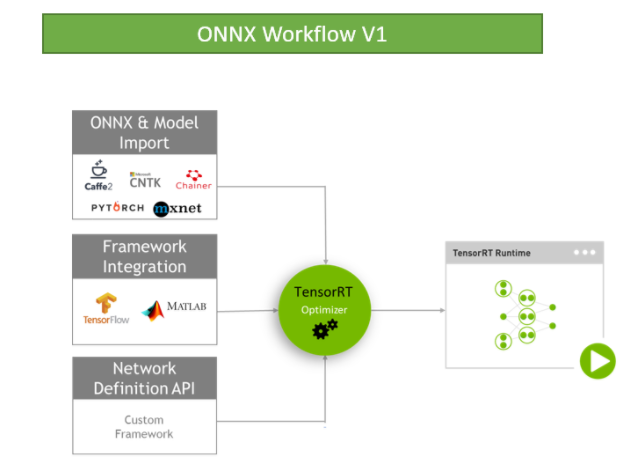 ONNX Workflow V1
ONNX & Model
Import
Caffe2
Microsoft
CNTK
Chainer
PYTORCH
mxnet
Framework
Integration
TensorFlow
MATLAB
Network
Definition API
Custom
Framework
TensorRT
Optimizer
TensorRT Runtime